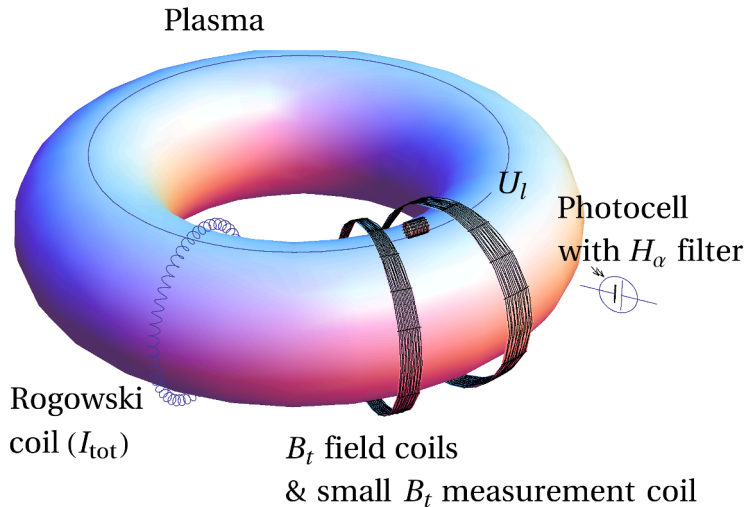 Plasma
U_l
Photocell
with H_α filter
Rogowski
coil (I_tot)
B_t field coils
& small B_t measurement coil